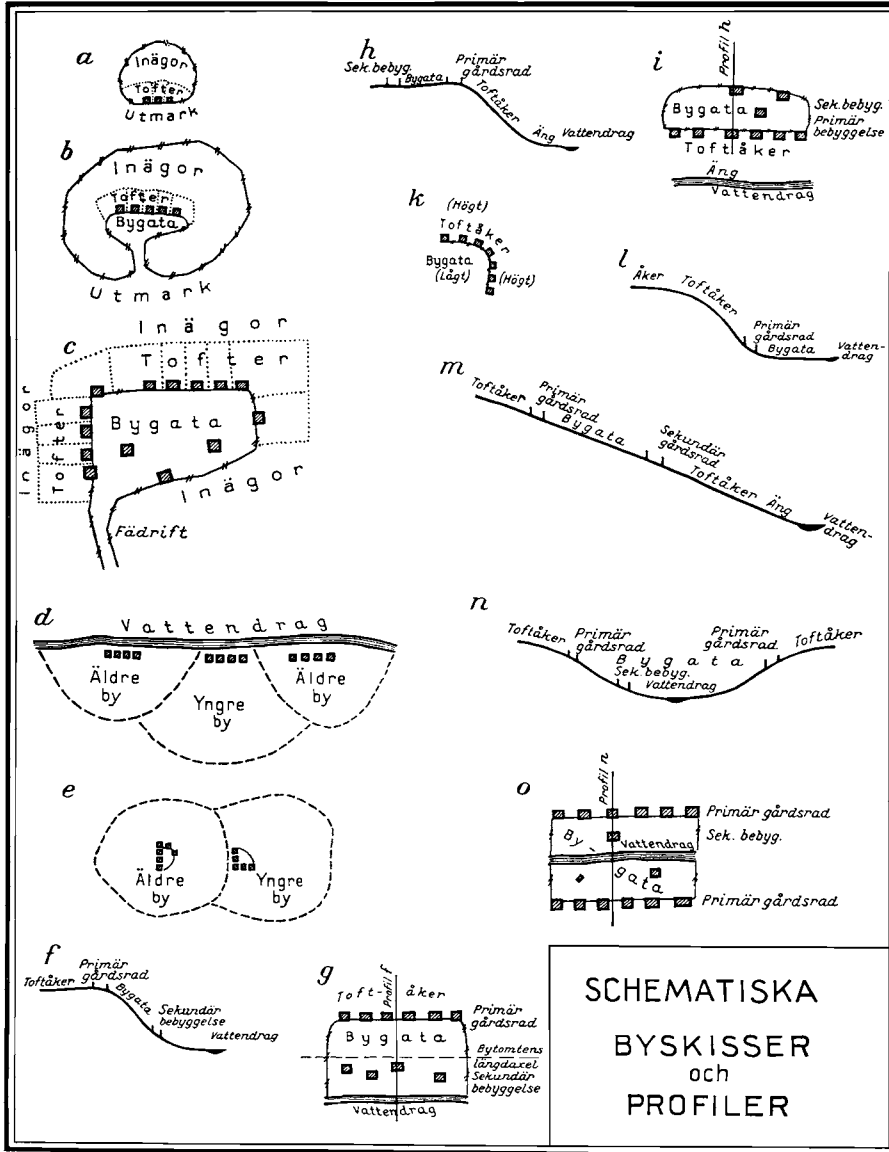 a
Inägor
Tofter
Utmark
b
Inägor
Tofter
Bygata
Utmark
c
Inägor
Tofter
Bygata
Inägor
Tofter
Inägor
Fädrift
d
Vattendrag
Äldre
by
Yngre
by
Äldre
by
e
Äldre
by
Yngre
by
f
Toftåker
Primär
gårdsrad
Bygata
Sekundär
bebyggelse
Vattendrag
g
Profil f
Toft-åker
Primär
gårdsrad
Bygata
Bytomtens
längdaxel
Sekundär
bebyggelse
Vattendrag
h
Sek. bebyg.
Bygata
Primär
gårdsrad
Toftåker
Äng
Vattendrag
i
Profil h
Bygata
Sek. bebyg.
Primär
bebyggelse
Toftåker
Äng
Vattendrag
k
(Högt)
Toftåker
Bygata
(Lågt)
(Högt)
l
Åker
Toftåker
Primär
gårdsrad
Bygata
Vatten-
drag
m
Toftåker
Primär
gårdsrad
Bygata
Sekundär
gårdsrad
Toftåker
Äng
Vatten-
drag
n
Toftåker
Primär
gårdsrad
Bygata
Sek. bebyg.
Vattendrag
Primär
gårdsrad
Toftåker
o
Profil n
Primär gårdsrad
Sek. bebyg.
By-
Vattendrag
gata
Primär gårdsrad
SCHEMATISKA
BYSKISSER
och
PROFILER